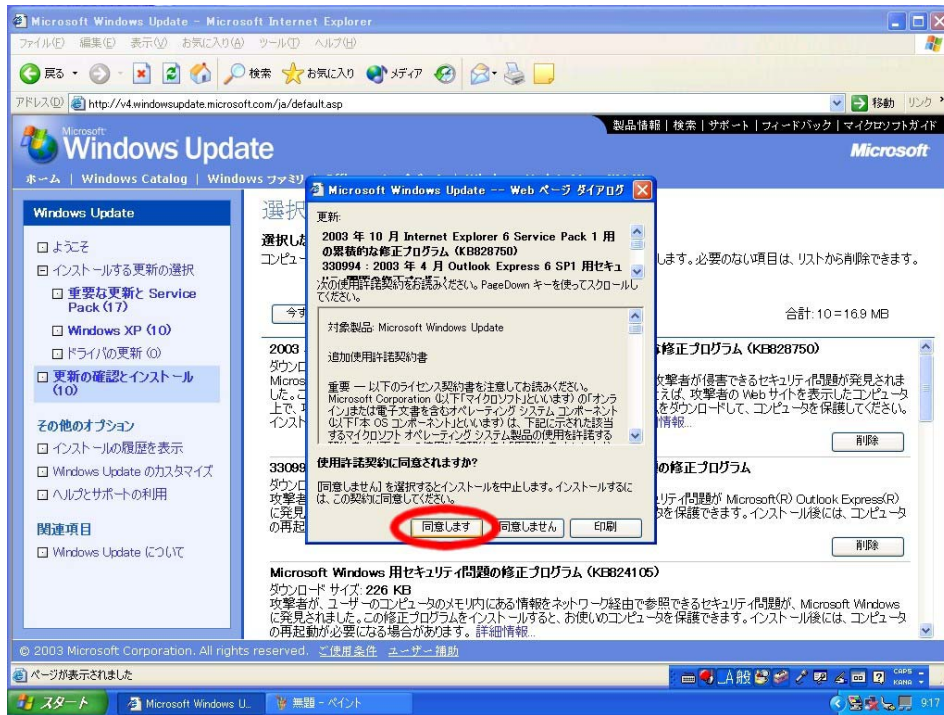 Microsoft Windows Update - Microsoft Internet Explorer
ファイル(F) 編集(E) 表示(V) お気に入り(A) ツール(T) ヘルプ(H)
戻る 検索 お気に入り メディア
アドレス(D) http://v4.windowsupdate.microsoft.com/ja/default.asp 移動 リンク
製品情報 | 検索 | サポート | フィードバック | マイクロソフトガイド
Microsoft
Windows Update
Microsoft
ホーム | Windows Catalog | Windows ファミリ
Windows Update
ようこそ
インストールする更新の選択
重要な更新と Service
Pack (17)
Windows XP (10)
ドライバの更新 (0)
更新の確認とインストール
(10)
その他のオプション
インストールの履歴を表示
Windows Update のカスタマイズ
ヘルプとサポートの利用
関連項目
Windows Update について
選択
選択した
コンピュー
します。必要のない項目は、リストから削除できます。
今す
合計: 10 = 16.9 MB
2003
修正プログラム (KB828750)
ダウンロ
Micros
攻撃者が侵害できるセキュリティ問題が発見されま
した。こ
えば、攻撃者の Web サイトを表示したコンピュータ
上で、
をダウンロードして、コンピュータを保護してください。
インスト
情報...
削除
33099
の修正プログラム
ダウンロ
攻撃者
リティ問題が Microsoft(R) Outlook Express(R)
に発見
タを保護できます。インストール後には、コンピュータ
の再起
削除
Microsoft Windows 用セキュリティ問題の修正プログラム (KB824105)
ダウンロード サイズ: 226 KB
攻撃者が、ユーザーのコンピュータのメモリ内にある情報をネットワーク経由で参照できるセキュリティ問題が、Microsoft Windows
に発見されました。この修正プログラムをインストールすると、お使いのコンピュータを保護できます。インストール後には、コンピュータ
の再起動が必要になる場合があります。詳細情報...
Microsoft Windows Update -- Web ページ ダイアログ
更新:
2003 年 10 月 Internet Explorer 6 Service Pack 1 用
の累積的な修正プログラム (KB828750)
330994 : 2003 年 4 月 Outlook Express 6 SP1 用セキュ
次の使用許諾契約をお読みください。PageDown キーを使ってスクロールし
てください。
対象製品: Microsoft Windows Update
追加使用許諾契約書
重要 — 以下のライセンス契約書を注意してお読みください。
Microsoft Corporation (以下「マイクロソフト」といいます) の「オンラ
イン」または電子文書を含むオペレーティング システム コンポーネント
(以下「本 OS コンポーネント」といいます) は、下記に示された該当
するマイクロソフト オペレーティング システム製品の使用を許諾する
使用許諾契約に同意されますか?
[同意しません] を選択するとインストールを中止します。インストールするに
は、この契約に同意してください。
同意します 同意しません 印刷
© 2003 Microsoft Corporation. All rights reserved. ご使用条件 ユーザー補助
ページが表示されました
A 般 CAPS KANA
スタート Microsoft Windows U... 無題 - ペイント 9:17